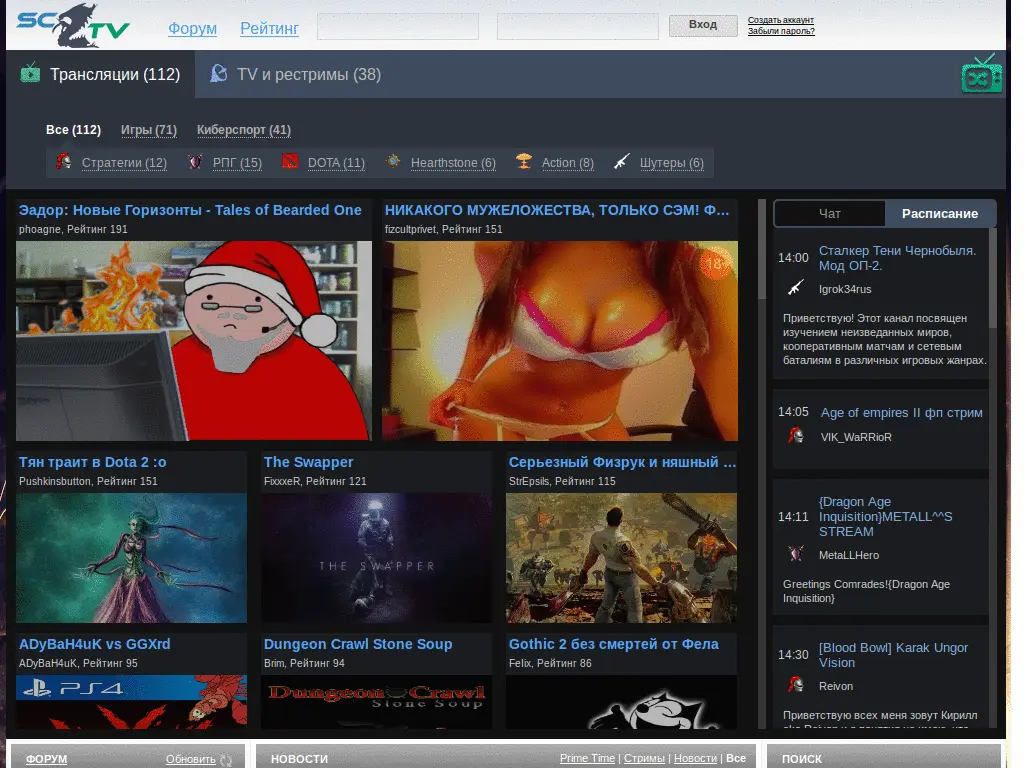 SC TV
Форум
Рейтинг
Вход
Создать аккаунт
Забыли пароль?
Трансляции (112)
TV и рестримы (38)
Все (112)
Игры (71)
Киберспорт (41)
Стратегии (12)
РПГ (15)
DOTA (11)
Hearthstone (6)
Action (8)
Шутеры (6)
Эадор: Новые Горизонты - Tales of Bearded One
phoagne, Рейтинг 191
НИКАКОГО МУЖЕЛОЖЕСТВА, ТОЛЬКО СЭМ! Ф...
fizcultprivet, Рейтинг 151
18+
Тян траит в Dota 2 :о
Pushkinsbutton, Рейтинг 151
The Swapper
FixxxeR, Рейтинг 121
THE SWAPPER
Серьезный Физрук и няшный ...
StrEpsils, Рейтинг 115
ADyBaH4uK vs GGXrd
ADyBaH4uK, Рейтинг 95
PS4
Dungeon Crawl Stone Soup
Brim, Рейтинг 94
Dungeon Crawl
Stone Soup
Gothic 2 без смертей от Фела
Felix, Рейтинг 86
Чат
Расписание
14:00
Сталкер Тени Чернобыля.
Мод ОП-2.
Igrok34rus
Приветствую! Этот канал посвящен
изучением неизведанных миров,
кооперативным матчам и сетевым
баталиям в различных игровых жанрах.
14:05
Age of empires II фп стрим
VIK_WaRRioR
14:11
{Dragon Age
Inquisition}METALL^^S
STREAM
MetaLLHero
Greetings Comrades!{Dragon Age
Inquisition}
14:30
[Blood Bowl] Karak Ungor
Vision
Reivon
Приветствую всех меня зовут Кирилл
ФОРУМ
Обновить
НОВОСТИ
Prime Time | Стримы | Новости | Все
ПОИСК